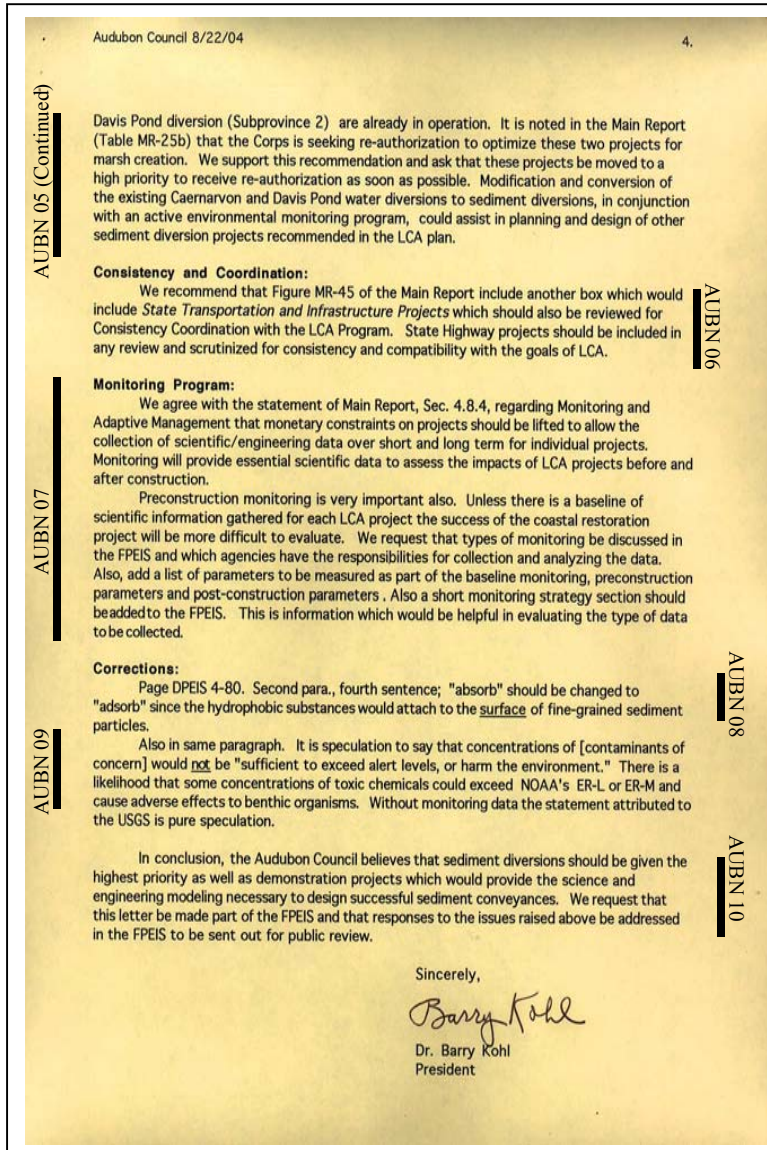 Audubon Council 8/22/04 4.
AUBN 05 (Continued)
Davis Pond diversion (Subprovince 2) are already in operation. It is noted in the Main Report
(Table MR-25b) that the Corps is seeking re-authorization to optimize these two projects for
marsh creation. We support this recommendation and ask that these projects be moved to a
high priority to receive re-authorization as soon as possible. Modification and conversion of
the existing Caernarvon and Davis Pond water diversions to sediment diversions, in conjunction
with an active environmental monitoring program, could assist in planning and design of other
sediment diversion projects recommended in the LCA plan.
Consistency and Coordination:
AUBN 06
We recommend that Figure MR-45 of the Main Report include another box which would
include State Transportation and Infrastructure Projects which should also be reviewed for
Consistency Coordination with the LCA Program. State Highway projects should be included in
any review and scrutinized for consistency and compatibility with the goals of LCA.
Monitoring Program:
AUBN 07
We agree with the statement of Main Report, Sec. 4.8.4, regarding Monitoring and
Adaptive Management that monetary constraints on projects should be lifted to allow the
collection of scientific/engineering data over short and long term for individual projects.
Monitoring will provide essential scientific data to assess the impacts of LCA projects before and
after construction.
Preconstruction monitoring is very important also. Unless there is a baseline of
scientific information gathered for each LCA project the success of the coastal restoration
project will be more difficult to evaluate. We request that types of monitoring be discussed in
the FPEIS and which agencies have the responsibilities for collection and analyzing the data.
Also, add a list of parameters to be measured as part of the baseline monitoring, preconstruction
parameters and post-construction parameters . Also a short monitoring strategy section should
beaddedto the FPEIS. This is information which would be helpful in evaluating the type of data
to be collected.
Corrections:
AUBN 08
Page DPEIS 4-80. Second para., fourth sentence; "absorb" should be changed to
"adsorb" since the hydrophobic substances would attach to the surface of fine-grained sediment
particles.
AUBN 09
Also in same paragraph. It is speculation to say that concentrations of [contaminants of
concern] would not be "sufficient to exceed alert levels, or harm the environment." There is a
likelihood that some concentrations of toxic chemicals could exceed NOAA's ER-L or ER-M and
cause adverse effects to benthic organisms. Without monitoring data the statement attributed to
the USGS is pure speculation.
AUBN 10
In conclusion, the Audubon Council believes that sediment diversions should be given the
highest priority as well as demonstration projects which would provide the science and
engineering modeling necessary to design successful sediment conveyances. We request that
this letter be made part of the FPEIS and that responses to the issues raised above be addressed
in the FPEIS to be sent out for public review.
Sincerely,
Barry Kohl
Dr. Barry Kohl
President